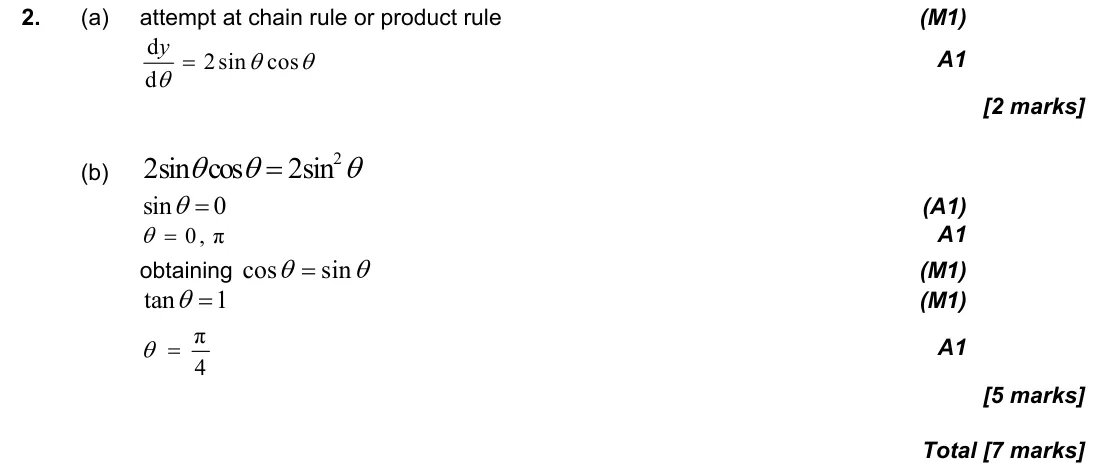 2. (a) attempt at chain rule or product rule (M1)
dy/dθ = 2 sin θ cos θ A1
[2 marks]
(b) 2sinθcosθ = 2sin² θ
sin θ = 0 (A1)
θ = 0, π A1
obtaining cos θ = sin θ (M1)
tan θ = 1 (M1)
θ = π/4 A1
[5 marks]
Total [7 marks]